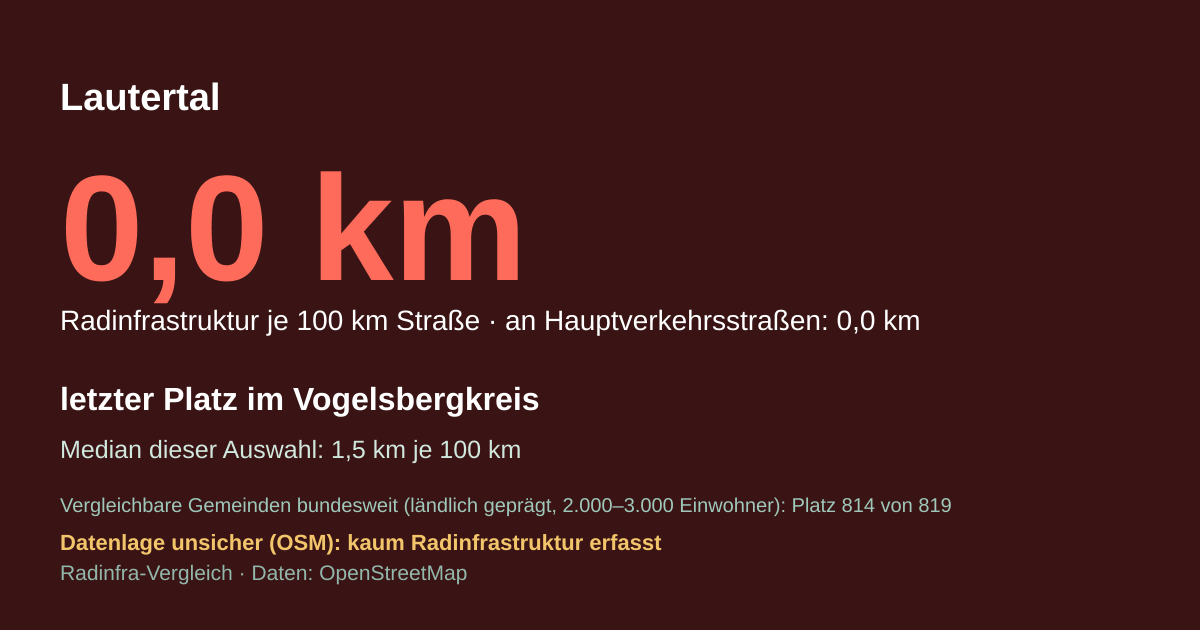 Lautertal
0,0 km
Radinfrastruktur je 100 km Straße · an Hauptverkehrsstraßen: 0,0 km
letzter Platz im Vogelsbergkreis
Median dieser Auswahl: 1,5 km je 100 km
Vergleichbare Gemeinden bundesweit (ländlich geprägt, 2.000–3.000 Einwohner): Platz 814 von 819
Datenlage unsicher (OSM): kaum Radinfrastruktur erfasst
Radinfra-Vergleich · Daten: OpenStreetMap